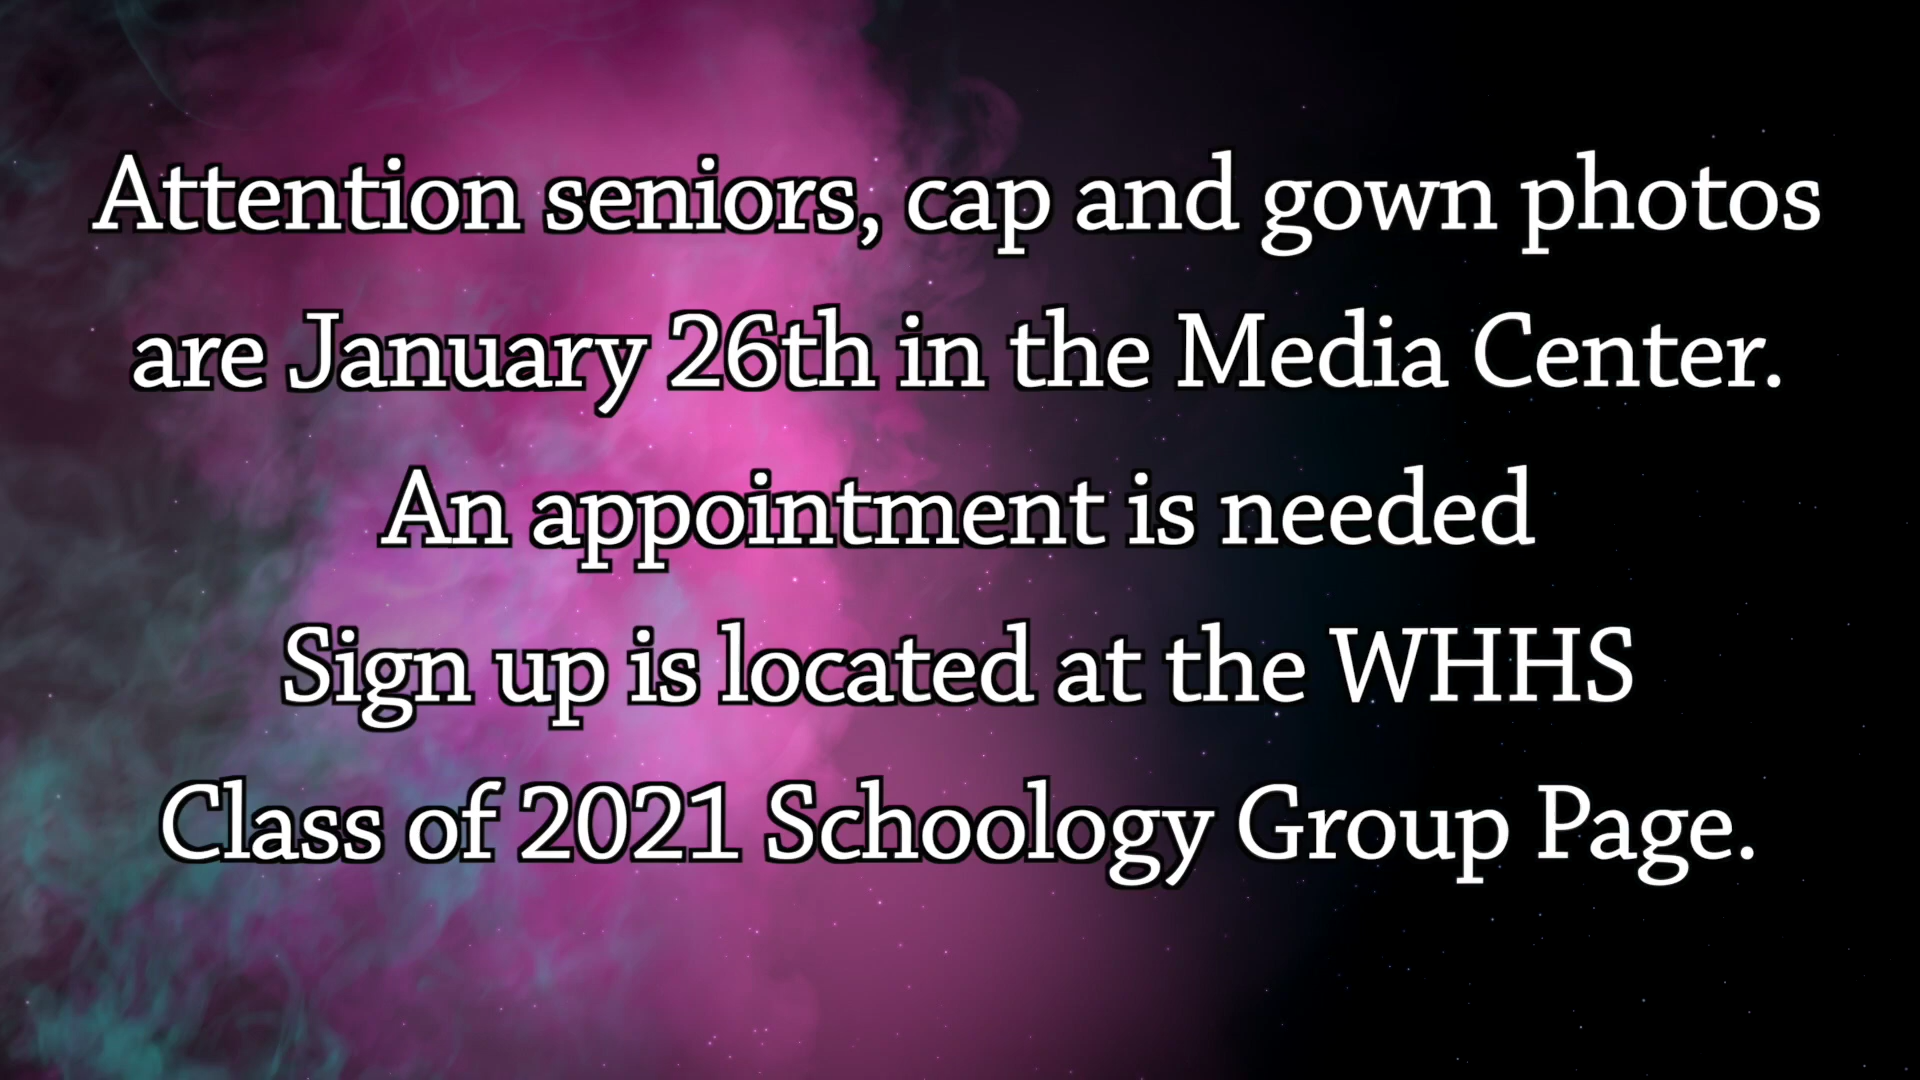 Attention seniors, cap and gown photos
are January 26th in the Media Center.
An appointment is needed
Sign up is located at the WHHS
Class of 2021 Schoology Group Page.